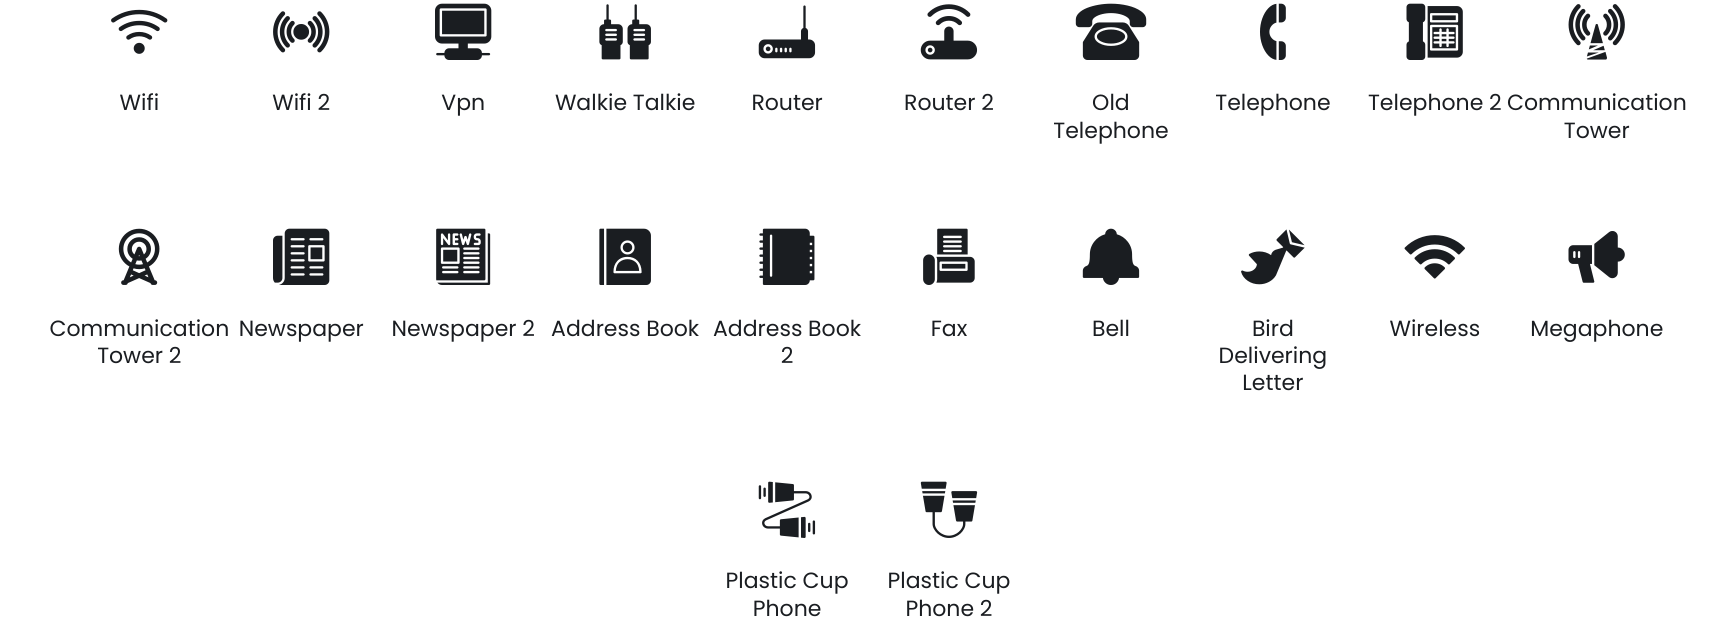 Wifi
Wifi 2
Vpn
Walkie Talkie
Router
Router 2
Old
Telephone
Telephone
Telephone 2
Communication
Tower
NEWS
Communication
Tower 2
Newspaper
Newspaper 2
Address Book
Address Book
2
Fax
Bell
Bird
Delivering
Letter
Wireless
Megaphone
Plastic Cup
Phone
Plastic Cup
Phone 2